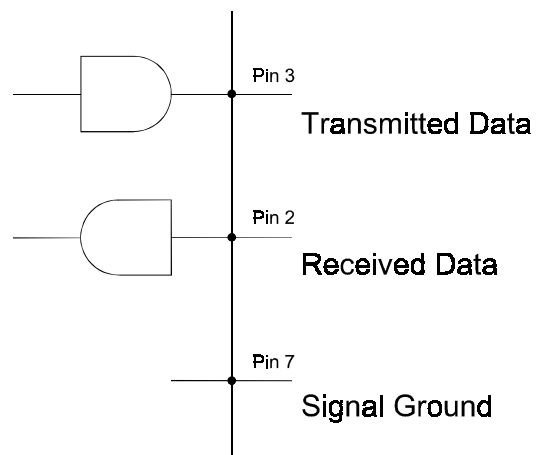 Pin 3
Transmitted Data
Pin 2
Received Data
Pin 7
Signal Ground